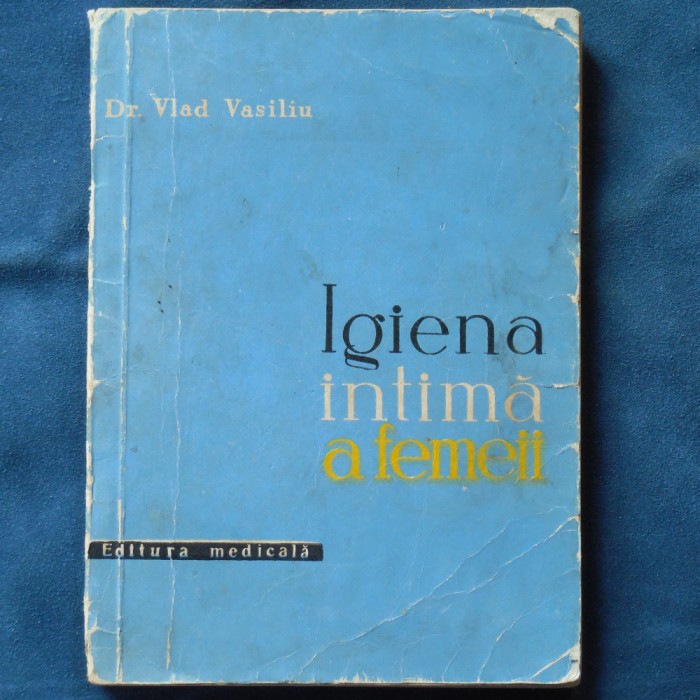 Dr. Vlad Vasiliu
Igiena
intimă
a femeii
Editura medicală